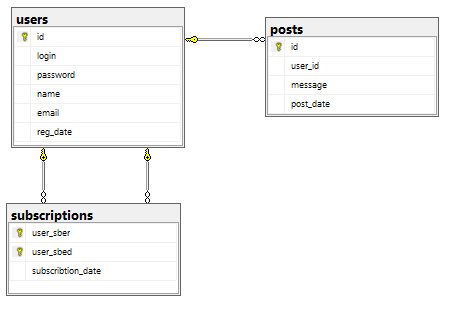 users
id
login
password
name
email
reg_date
posts
id
user_id
message
post_date
subscriptions
user_sber
user_sbed
subscribtion_date